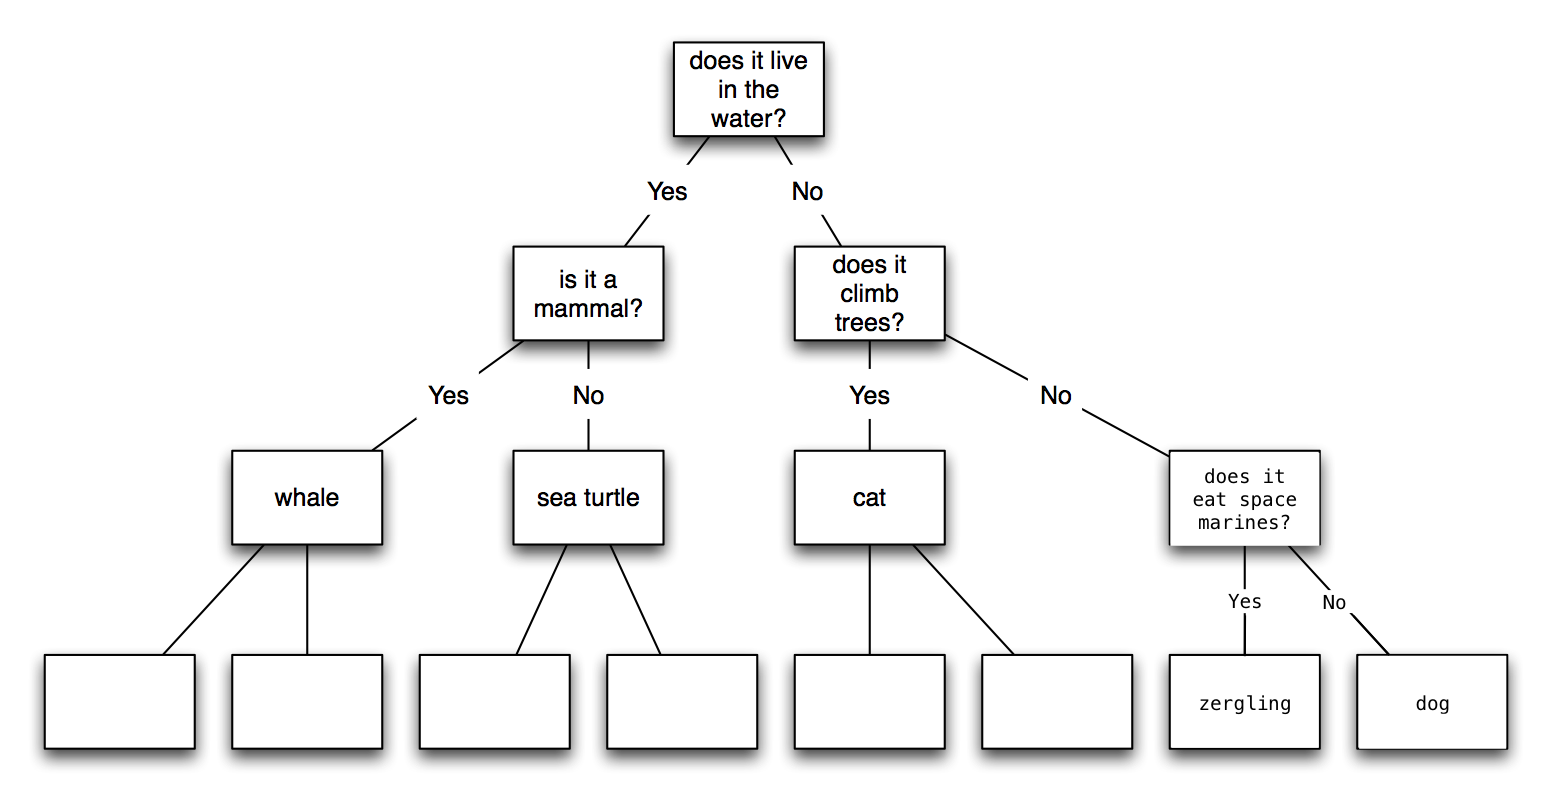 does it live
in the
water?
Yes
No
is it a
mammal?
does it
climb
trees?
Yes
No
Yes
No
whale
sea turtle
cat
does it
eat space
marines?
Yes
No
zergling
dog